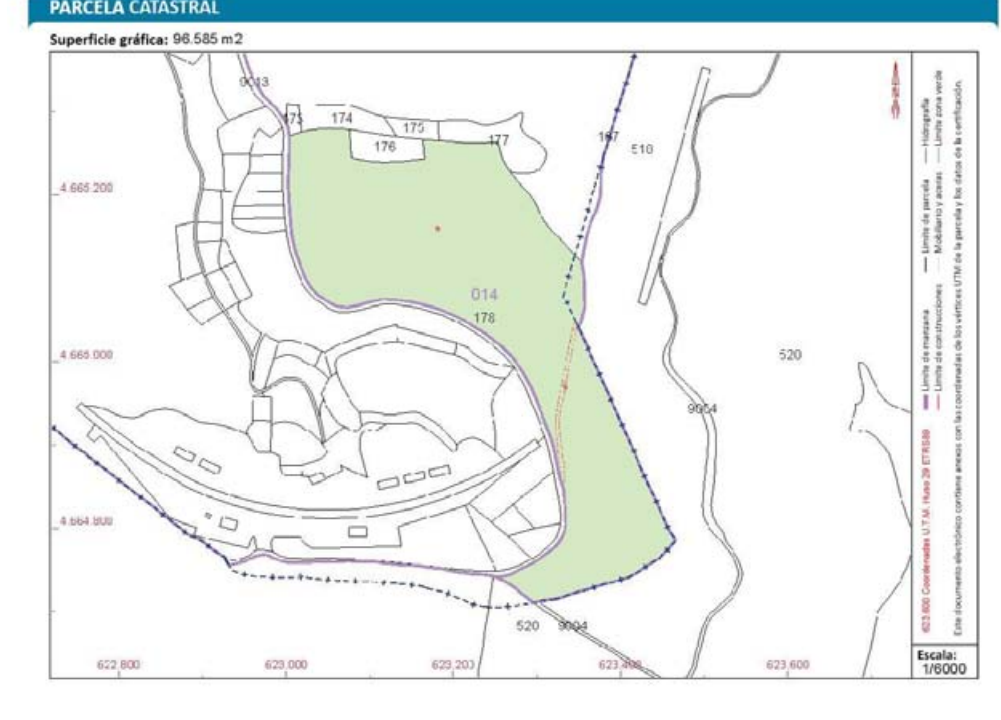 PARCELA CATASTRAL
Superficie gráfica: 96.585 m2
9013
173
174
175
176
177
187
510
4.665.200
014
178
4.665.000
520
9004
4.664.800
520
9004
622.800
623.000
623.200
623.400
623.600
623.600 Coordenadas U.T.M. Huso 29 ETRS89
Límite de manzana
Límite de parcela
Hidrografía
Límite de construcciones
Mobiliario y aceras
Límite zona verde
Este documento electrónico contiene anexos con las coordenadas de los vértices UTM de la parcela y los datos de la certificación.
Escala:
1/6000